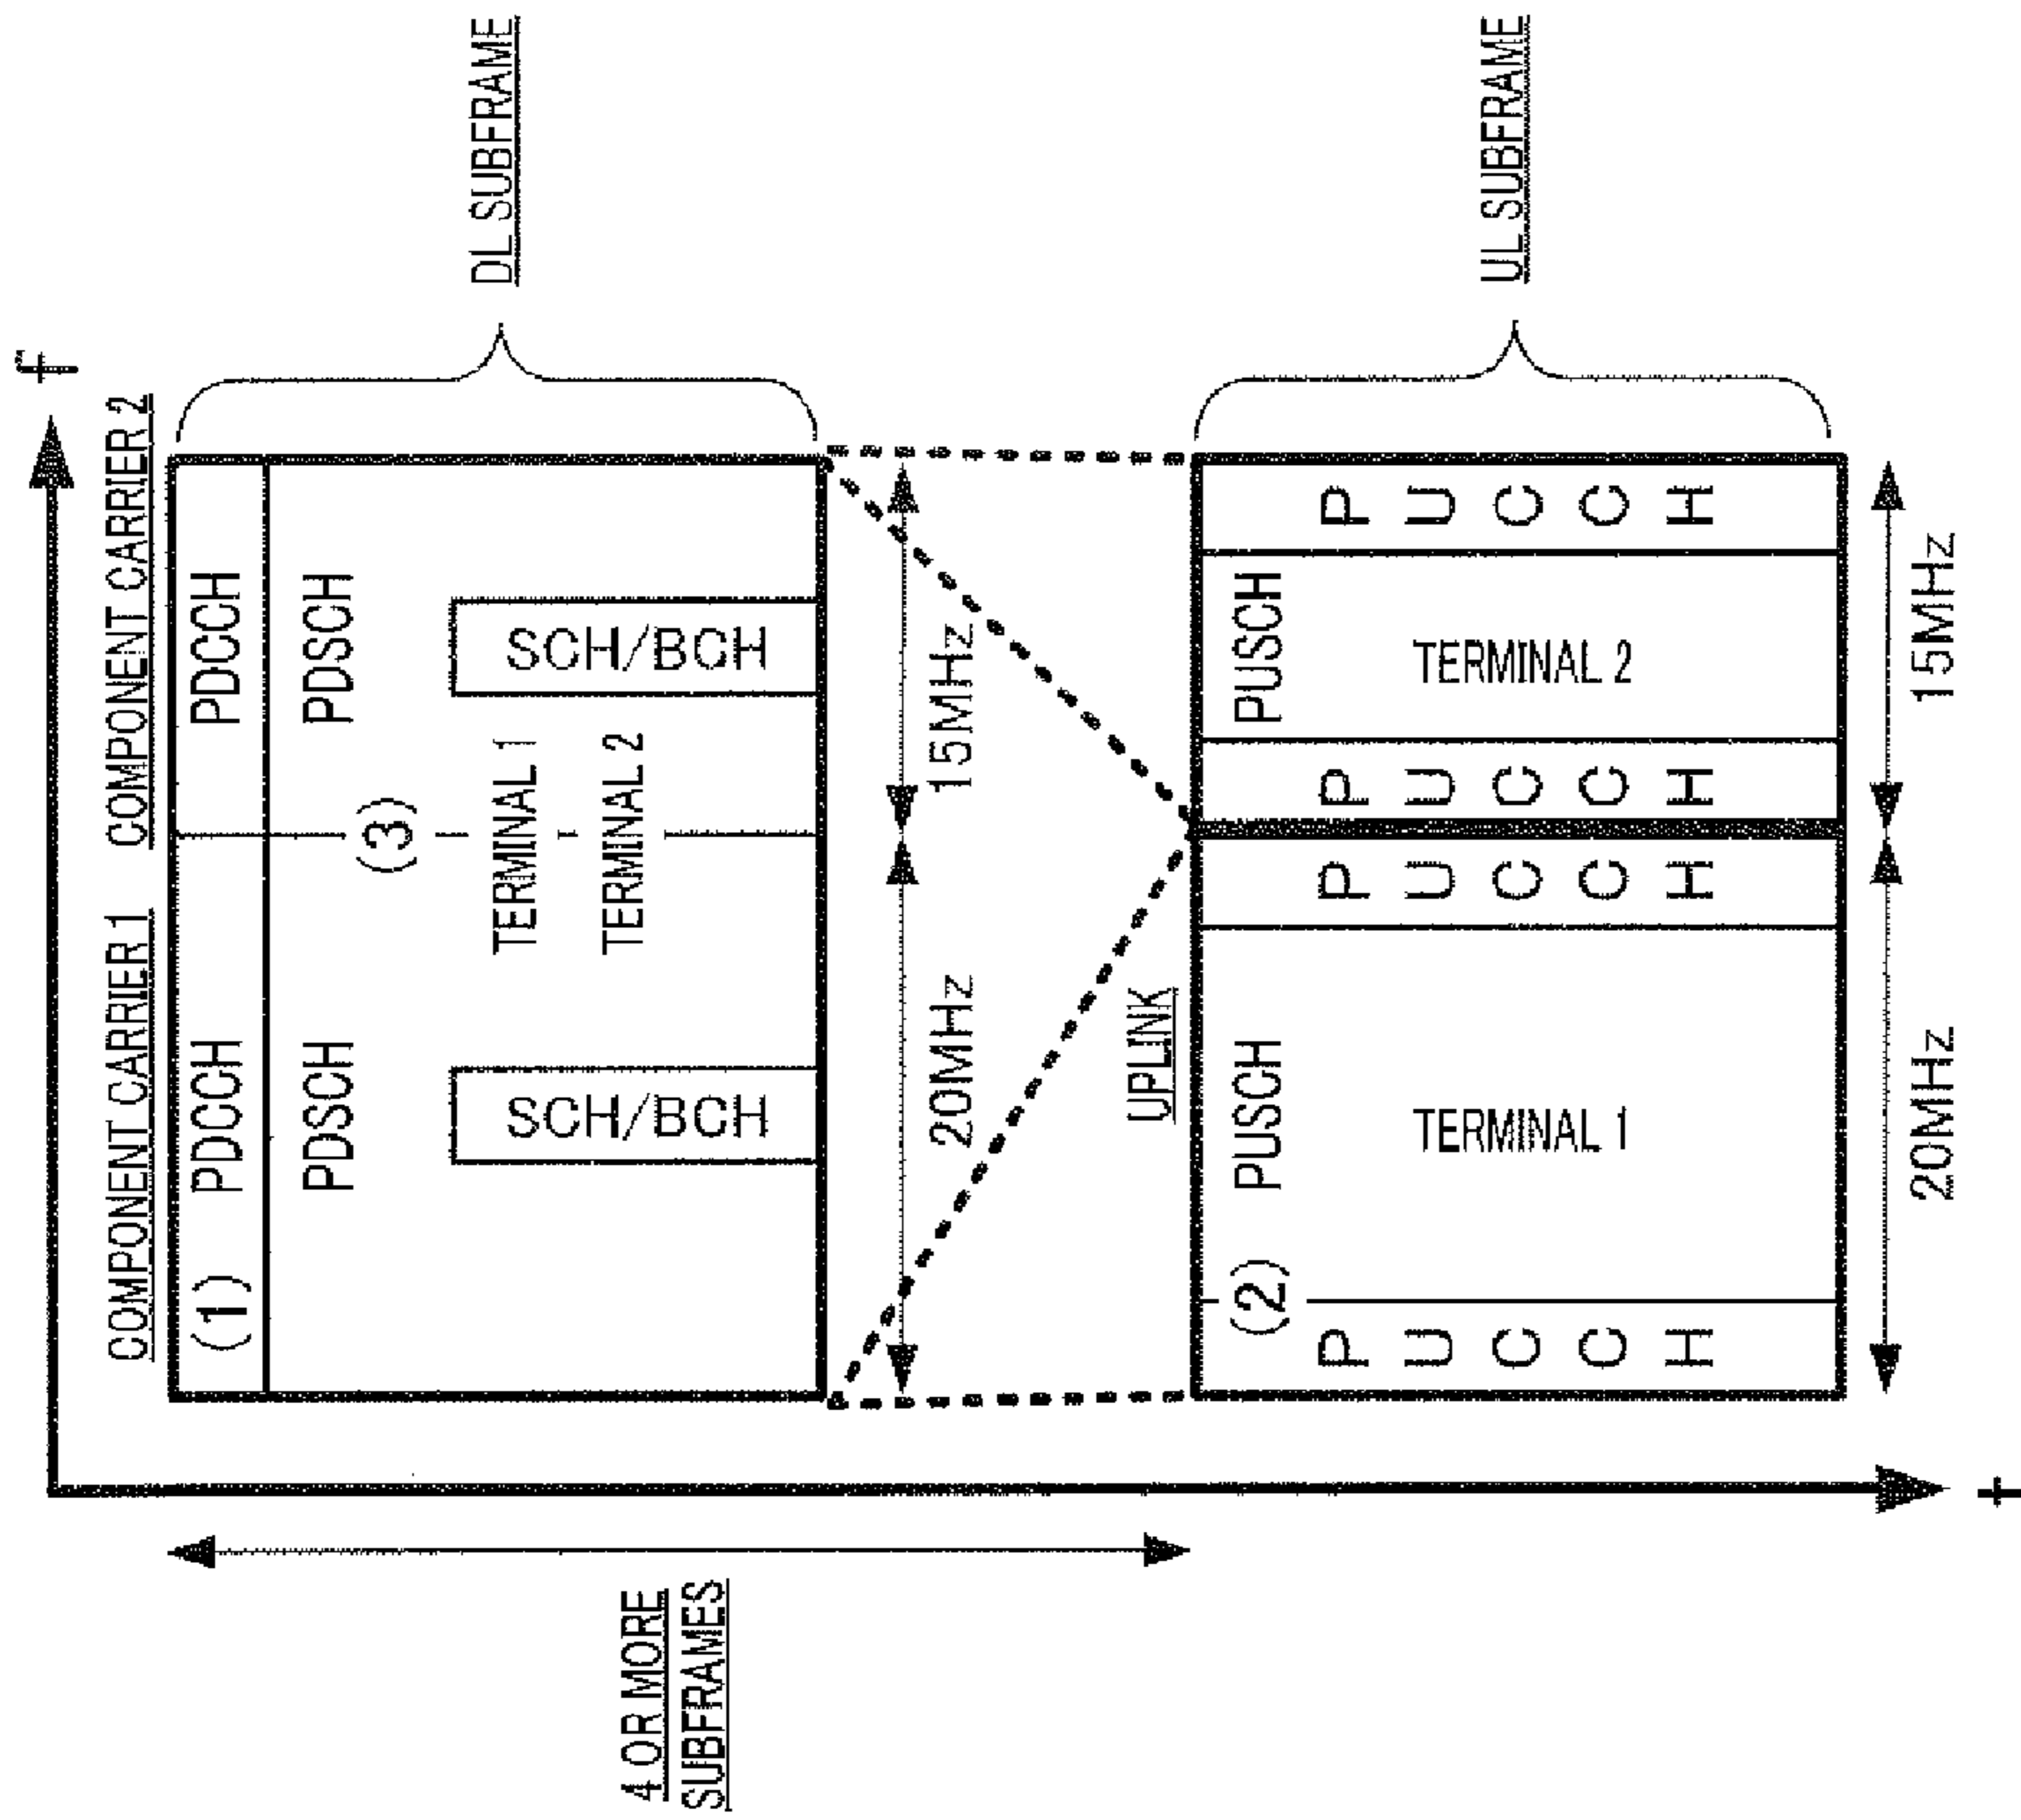 f
COMPONENT CARRIER 1
COMPONENT CARRIER 2
(1)
PDCCH
PDCCH
PDSCH
PDSCH
(3)
TERMINAL 1
TERMINAL 2
SCH/BCH
SCH/BCH
DL SUBFRAME
4 OR MORE
SUBFRAMES
20MHz
15MHz
UPLINK
(2)
PUSCH
PUSCH
PUCCH
TERMINAL 1
PUCCH
PUCCH
TERMINAL 2
PUCCH
UL SUBFRAME
20MHz
15MHz
t